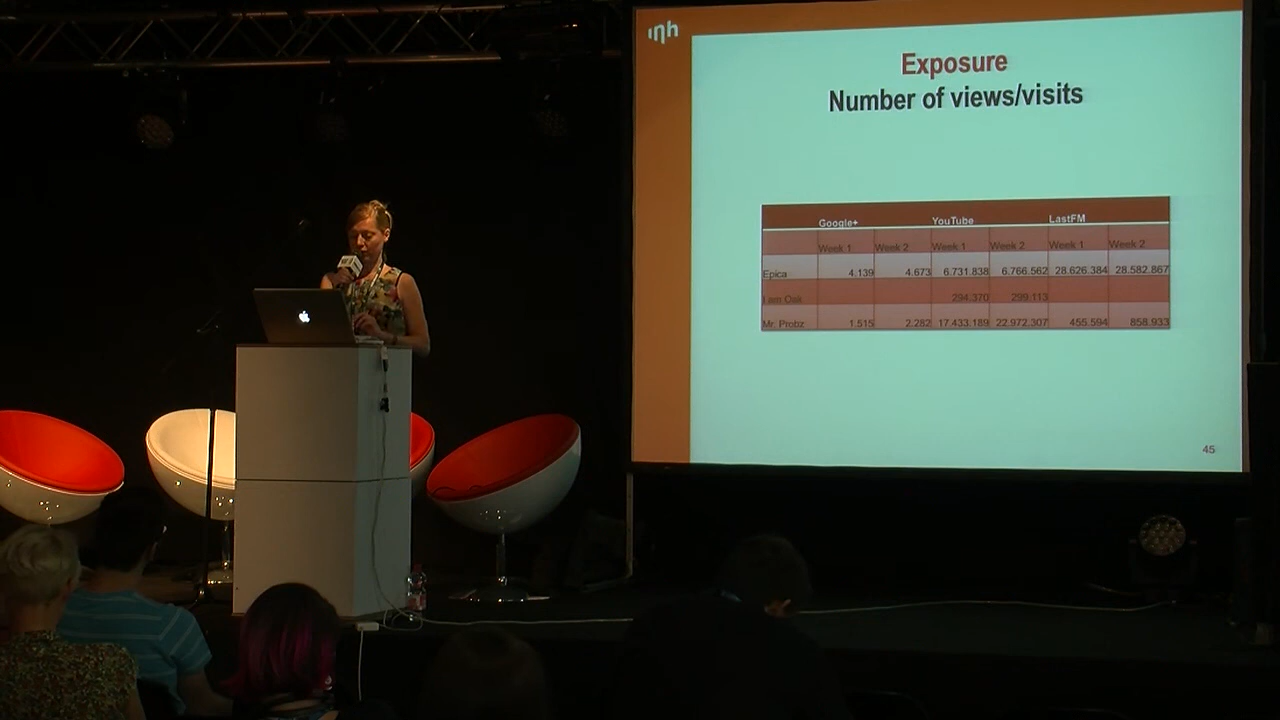 inh
Exposure
Number of views/visits
Google+ YouTube LastFM
Week 1 Week 2 Week 1 Week 2 Week 1 Week 2
Epica 4.139 4.673 6.731.838 6.766.562 28.626.384 28.582.867
I am Oak 294.370 299.113
Mr. Probz 1.515 2.282 17.433.189 22.972.307 455.594 858.933
45